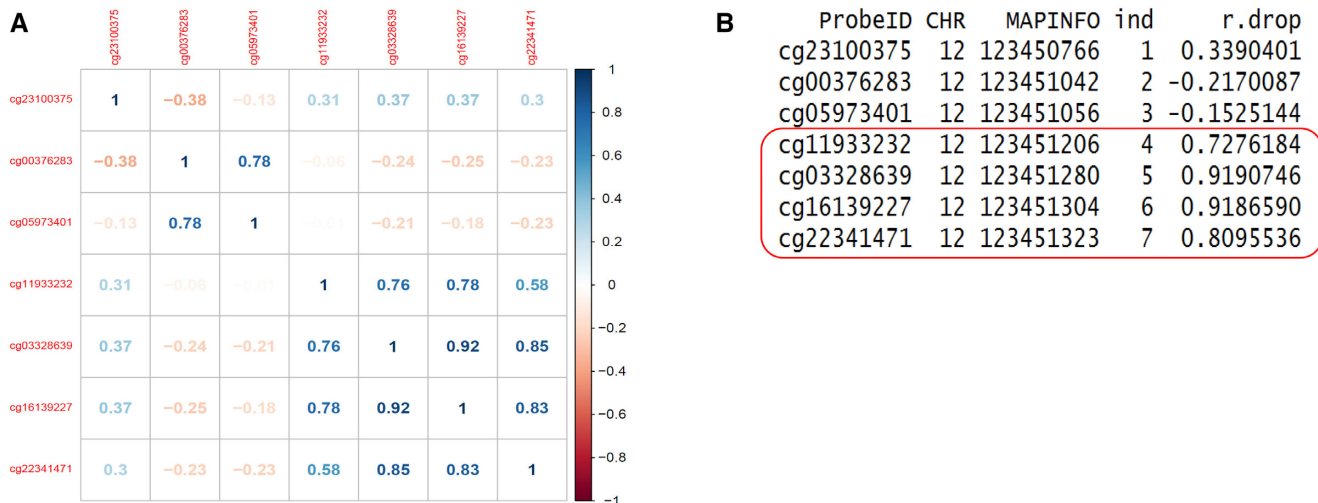 A
cg23100375 cg00376283 cg05973401 cg11933232 cg03328639 cg16139227 cg22341471
cg23100375 1 −0.38 −0.13 0.31 0.37 0.37 0.3
cg00376283 −0.38 1 0.78 −0.06 −0.24 −0.25 −0.23
cg05973401 −0.13 0.78 1 −0.01 −0.21 −0.18 −0.23
cg11933232 0.31 −0.06 −0.01 1 0.76 0.78 0.58
cg03328639 0.37 −0.24 −0.21 0.76 1 0.92 0.85
cg16139227 0.37 −0.25 −0.18 0.78 0.92 1 0.83
cg22341471 0.3 −0.23 −0.23 0.58 0.85 0.83 1
1
0.8
0.6
0.4
0.2
0
−0.2
−0.4
−0.6
−0.8
−1
B
ProbeID CHR MAPINFO ind r.drop
cg23100375 12 123450766 1 0.3390401
cg00376283 12 123451042 2 −0.2170087
cg05973401 12 123451056 3 −0.1525144
cg11933232 12 123451206 4 0.7276184
cg03328639 12 123451280 5 0.9190746
cg16139227 12 123451304 6 0.9186590
cg22341471 12 123451323 7 0.8095536